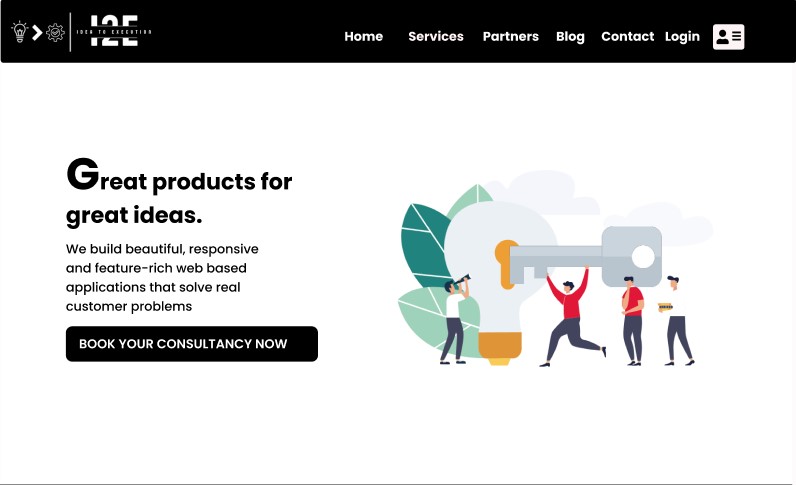 I2E
IDEA TO EXECUTION
Home Services Partners Blog Contact Login
Great products for
great ideas.
We build beautiful, responsive
and feature-rich web based
applications that solve real
customer problems
BOOK YOUR CONSULTANCY NOW